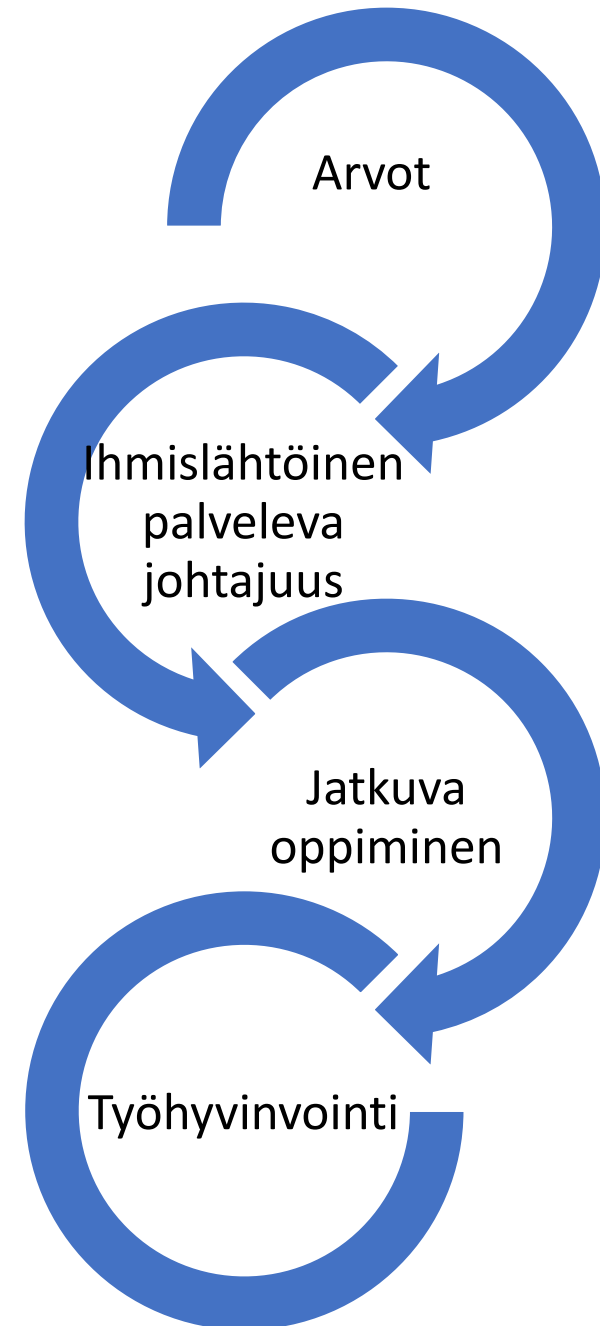 Arvot
Ihmislähtöinen
palveleva
johtajuus
Jatkuva
oppiminen
Työhyvinvointi